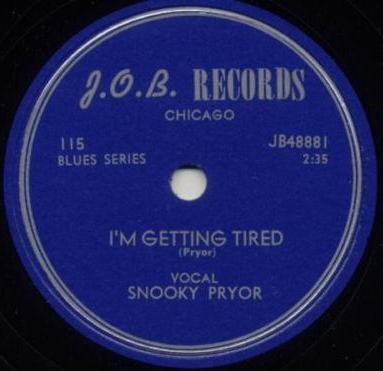 J.O.B. RECORDS
CHICAGO
115 JB48881
BLUES SERIES 2:35
I'M GETTING TIRED
(Pryor)
VOCAL
SNOOKY PRYOR